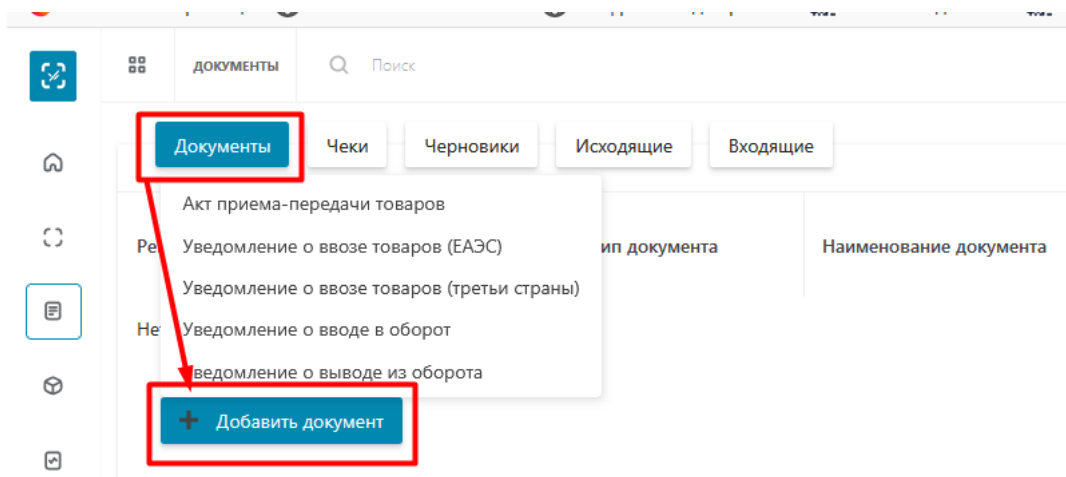 ДОКУМЕНТЫ
Поиск
Документы
Чеки
Черновики
Исходящие
Входящие
Акт приема-передачи товаров
Уведомление о ввозе товаров (ЕАЭС)
Уведомление о ввозе товаров (третьи страны)
Уведомление о вводе в оборот
Уведомление о выводе из оборота
ип документа
Наименование документа
Добавить документ